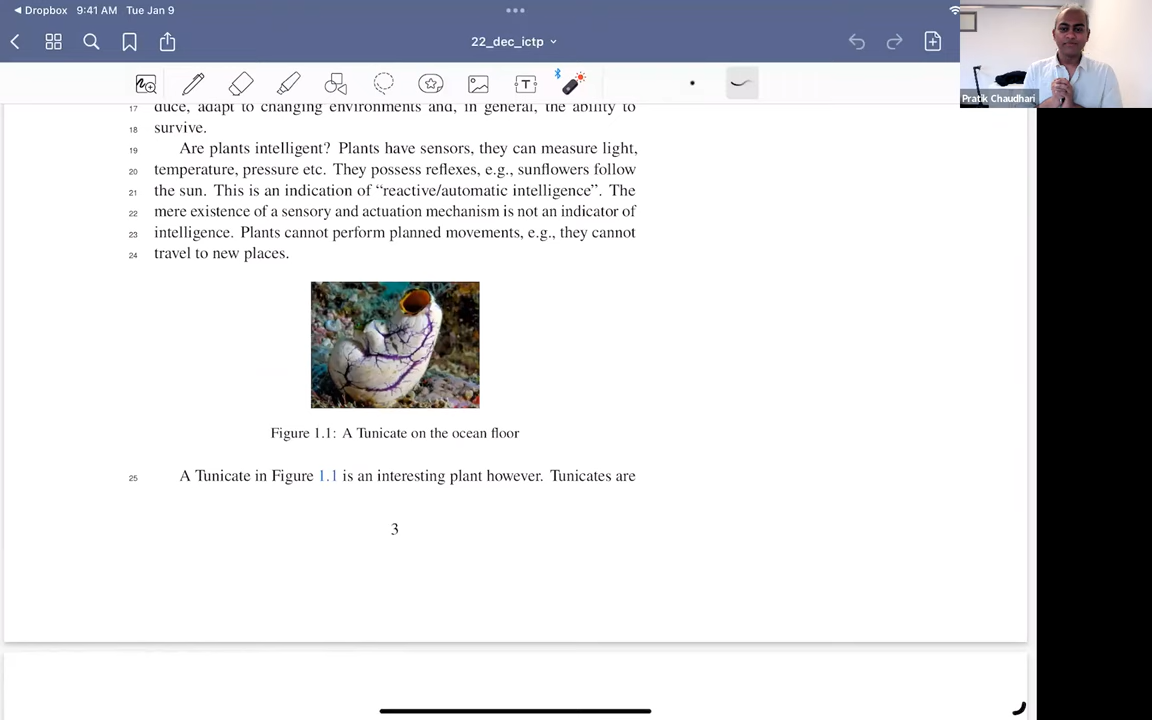 Dropbox 9:41 AM Tue Jan 9
22_dec_ictp
T
Pratik Chaudhari
17 duce, adapt to changing environments and, in general, the ability to
18 survive.
19 Are plants intelligent? Plants have sensors, they can measure light,
20 temperature, pressure etc. They possess reflexes, e.g., sunflowers follow
21 the sun. This is an indication of “reactive/automatic intelligence”. The
22 mere existence of a sensory and actuation mechanism is not an indicator of
23 intelligence. Plants cannot perform planned movements, e.g., they cannot
24 travel to new places.
Figure 1.1: A Tunicate on the ocean floor
25 A Tunicate in Figure 1.1 is an interesting plant however. Tunicates are
3